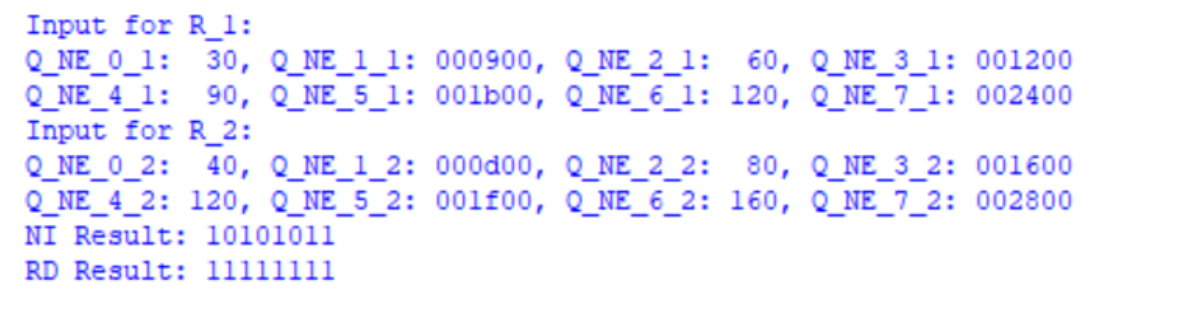 Input for R_1:
Q_NE_0_1:  30, Q_NE_1_1: 000900, Q_NE_2_1:  60, Q_NE_3_1: 001200
Q_NE_4_1:  90, Q_NE_5_1: 001b00, Q_NE_6_1: 120, Q_NE_7_1: 002400
Input for R_2:
Q_NE_0_2:  40, Q_NE_1_2: 000d00, Q_NE_2_2:  80, Q_NE_3_2: 001600
Q_NE_4_2: 120, Q_NE_5_2: 001f00, Q_NE_6_2: 160, Q_NE_7_2: 002800
NI Result: 10101011
RD Result: 11111111